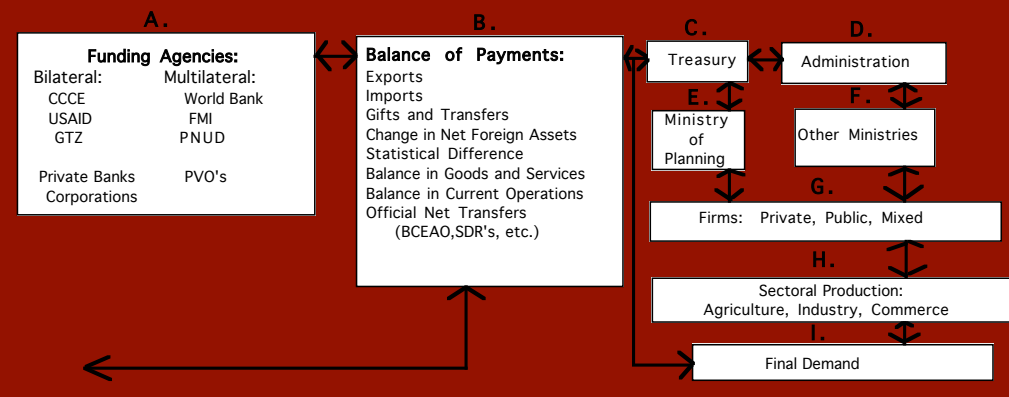 A.
Funding Agencies:
Bilateral: Multilateral:
CCCE World Bank
USAID FMI
GTZ PNUD
Private Banks PVO's
Corporations
B.
Balance of Payments:
Exports
Imports
Gifts and Transfers
Change in Net Foreign Assets
Statistical Difference
Balance in Goods and Services
Balance in Current Operations
Official Net Transfers
(BCEAO,SDR's, etc.)
C.
Treasury
D.
Administration
E.
Ministry
of
Planning
F.
Other Ministries
G.
Firms: Private, Public, Mixed
H.
Sectoral Production:
Agriculture, Industry, Commerce
I.
Final Demand